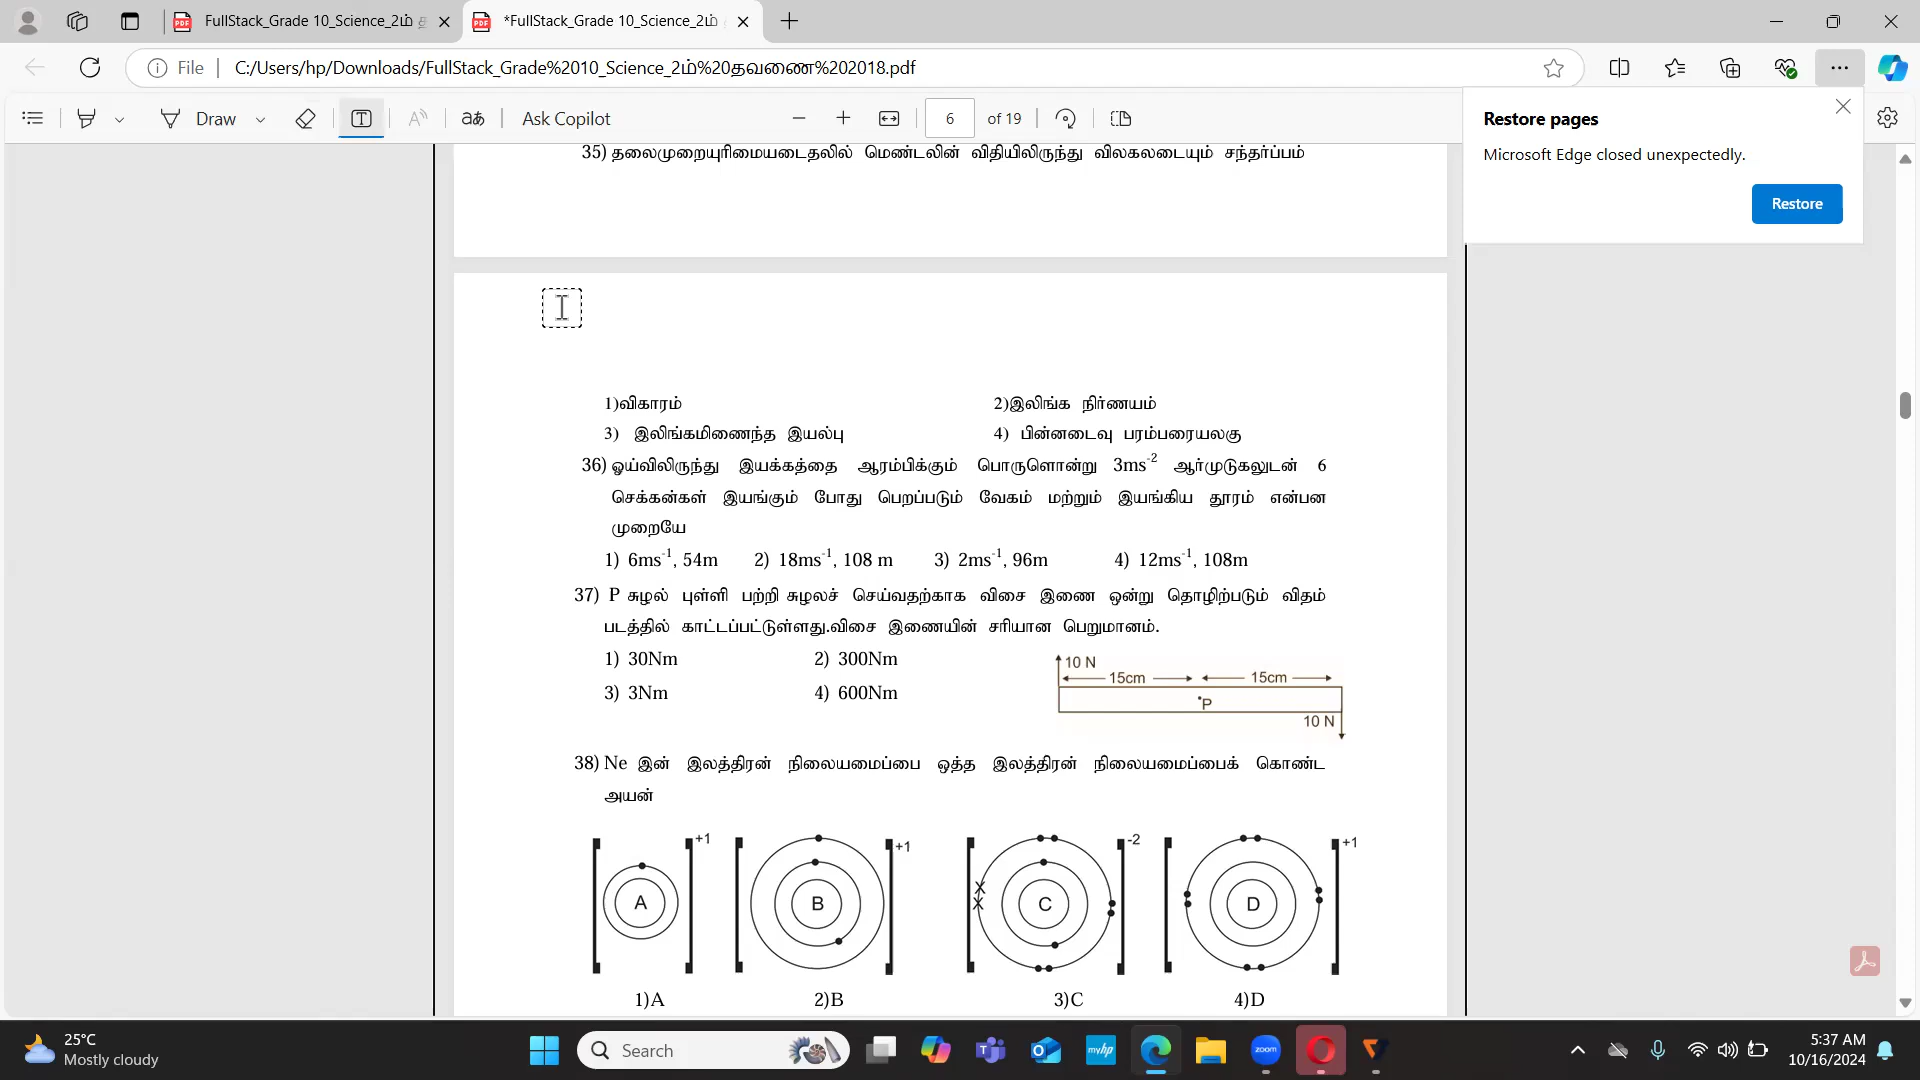 FullStack_Grade 10_Science_2ம் த
*FullStack_Grade 10_Science_2ம்
File
C:/Users/hp/Downloads/FullStack_Grade%2010_Science_2ம்%20தவணை%202018.pdf
Draw
Ask Copilot
6 of 19
Restore pages
Microsoft Edge closed unexpectedly.
Restore
35) தலைமுறையுரிமையடைதலில் மெண்டலின் விதியிலிருந்து விலகலடையும் சந்தர்ப்பம்
1)விகாரம் 2)இலிங்க நிர்ணயம்
3) இலிங்கமிணைந்த இயல்பு 4) பின்னடைவு பரம்பரையலகு
36) ஓய்விலிருந்து இயக்கத்தை ஆரம்பிக்கும் பொருளொன்று 3ms⁻² ஆர்முடுகலுடன் 6
செக்கன்கள் இயங்கும் போது பெறப்படும் வேகம் மற்றும் இயங்கிய தூரம் என்பன
முறையே
1) 6ms⁻¹, 54m 2) 18ms⁻¹, 108 m 3) 2ms⁻¹, 96m 4) 12ms⁻¹, 108m
37) P சுழல் புள்ளி பற்றி சுழலச் செய்வதற்காக விசை இணை ஒன்று தொழிற்படும் விதம்
படத்தில் காட்டப்பட்டுள்ளது.விசை இணையின் சரியான பெறுமானம்.
1) 30Nm 2) 300Nm
3) 3Nm 4) 600Nm
10 N
15cm 15cm
P
10 N
38) Ne இன் இலத்திரன் நிலையமைப்பை ஒத்த இலத்திரன் நிலையமைப்பைக் கொண்ட
அயன்
+1 +1 -2 +1
A B C D
1)A 2)B 3)C 4)D
25°C
Mostly cloudy
Search
myhp
zoom
5:37 AM
10/16/2024